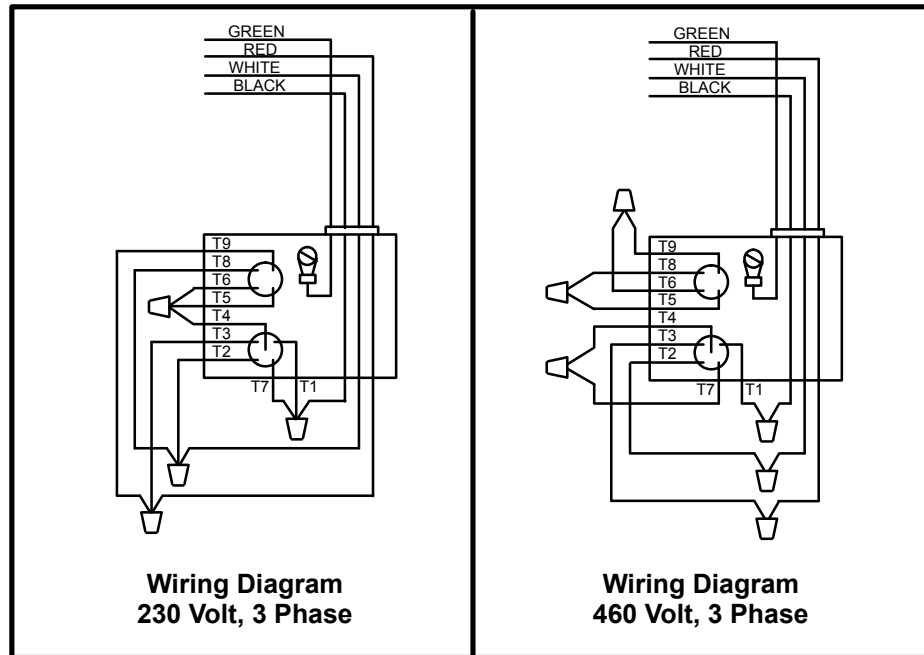 GREEN
RED
WHITE
BLACK
T9
T8
T6
T5
T4
T3
T2
T7 T1
Wiring Diagram
230 Volt, 3 Phase
GREEN
RED
WHITE
BLACK
T9
T8
T6
T5
T4
T3
T2
T7 T1
Wiring Diagram
460 Volt, 3 Phase